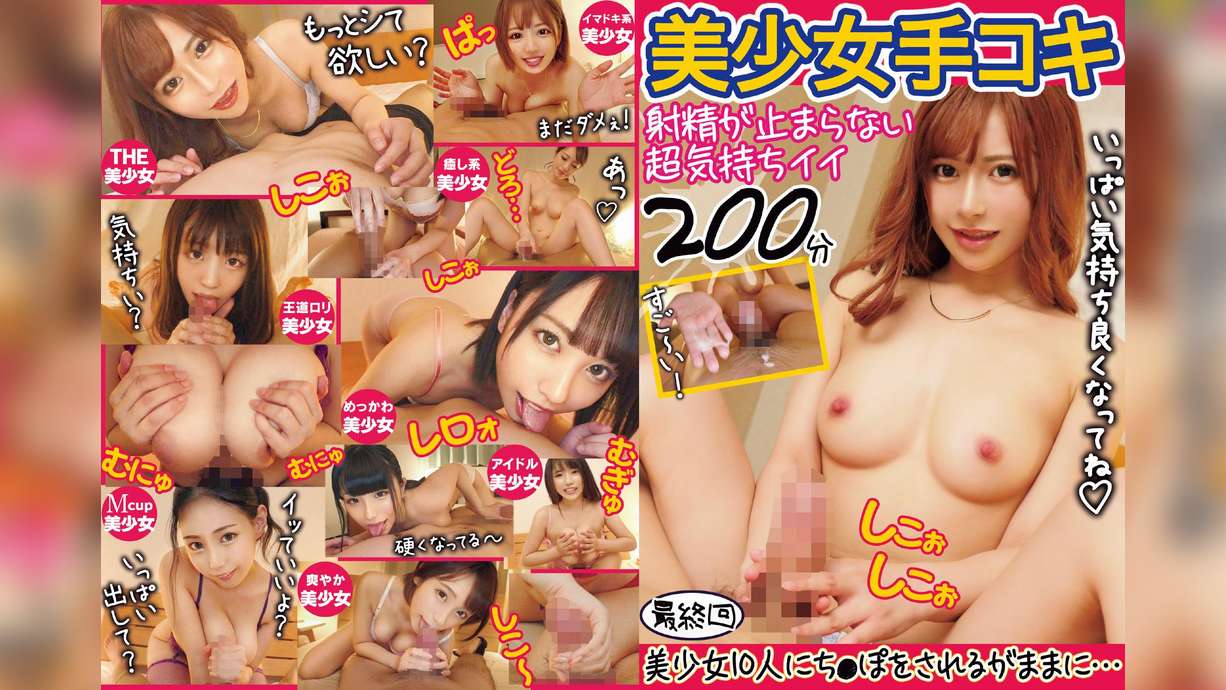 もっとシて
欲しい？
THE
美少女
しこぉ
ぱっ
イマドキ系
美少女
まだダメぇ！
癒し系
美少女
どろ…
あっ♡
しこぉ
気持ちい？
王道ロリ
美少女
むにゅ
むにゅ
めっかわ
美少女
レロォ
むぎゅ
アイドル
美少女
Mcup
美少女
いっぱい
出して？
イッていいよ？
硬くなってる～
爽やか
美少女
しこ～
美少女手コキ
射精が止まらない
超気持ちイイ
200分
すご～い！
いっぱい気持ち良くなってね♡
しこぉ
しこぉ
最終回
美少女10人にち●ぽをされるがままに…